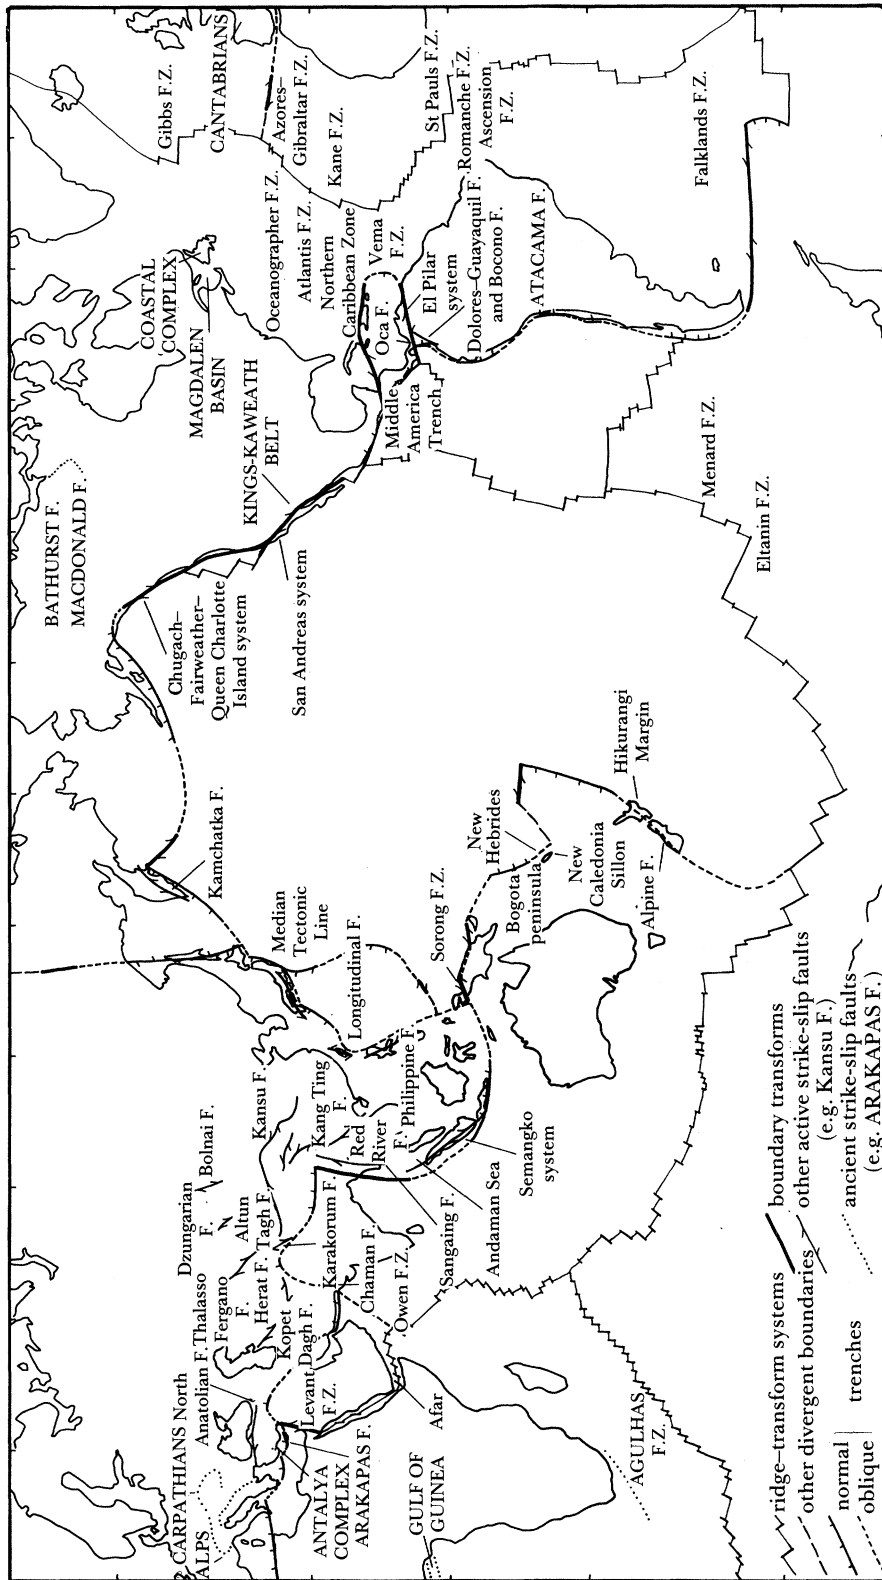 ? CARPATHIANS
ALPS
North
Anatolian F.
Thalasso
Fergano
F.
Herat F.
Kopet
Dagh F.
Levant
F.Z.
ANTALYA
COMPLEX
ARAKAPAS F.
GULF OF
GUINEA
Afar
AGULHAS
F.Z.
Dzungarian
F.
Bolnai F.
Altun
Tagh F.
Karakorum F.
Chaman F.
Owen F.Z.
Sangaing F.
Andaman Sea
Semangko
system
Kansu F.
Kang Ting
F.
Red
River
F.
Philippine F.
Longitudinal F.
Median
Tectonic
Line
Sorong F.Z.
Kamchatka F.
Bogota
peninsula
New
Hebrides
New
Caledonia
Sillon
Alpine F.
Hikurangi
Margin
Chugach–
Fairweather–
Queen Charlotte
Island system
San Andreas system
BATHURST F.
MACDONALD F.
KINGS-KAWEATH
BELT
MAGDALEN
BASIN
COASTAL
COMPLEX
Middle
America
Trench
Oca F.
Northern
Caribbean Zone
El Pilar
system
Dolores–Guayaquil F.
and Bocono F.
ATACAMA F.
Menard F.Z.
Eltanin F.Z.
Oceanographer F.Z.
Atlantis F.Z.
Vema
F.Z.
Gibbs F.Z.
CANTABRIANS
Azores–
Gibraltar F.Z.
Kane F.Z.
St Pauls F.Z.
Romanche F.Z.
Ascension
F.Z.
Falklands F.Z.
ridge–transform systems
other divergent boundaries
normal
oblique
trenches
boundary transforms
other active strike-slip faults
(e.g. Kansu F.)
ancient strike-slip faults
(e.g. ARAKAPAS F.)